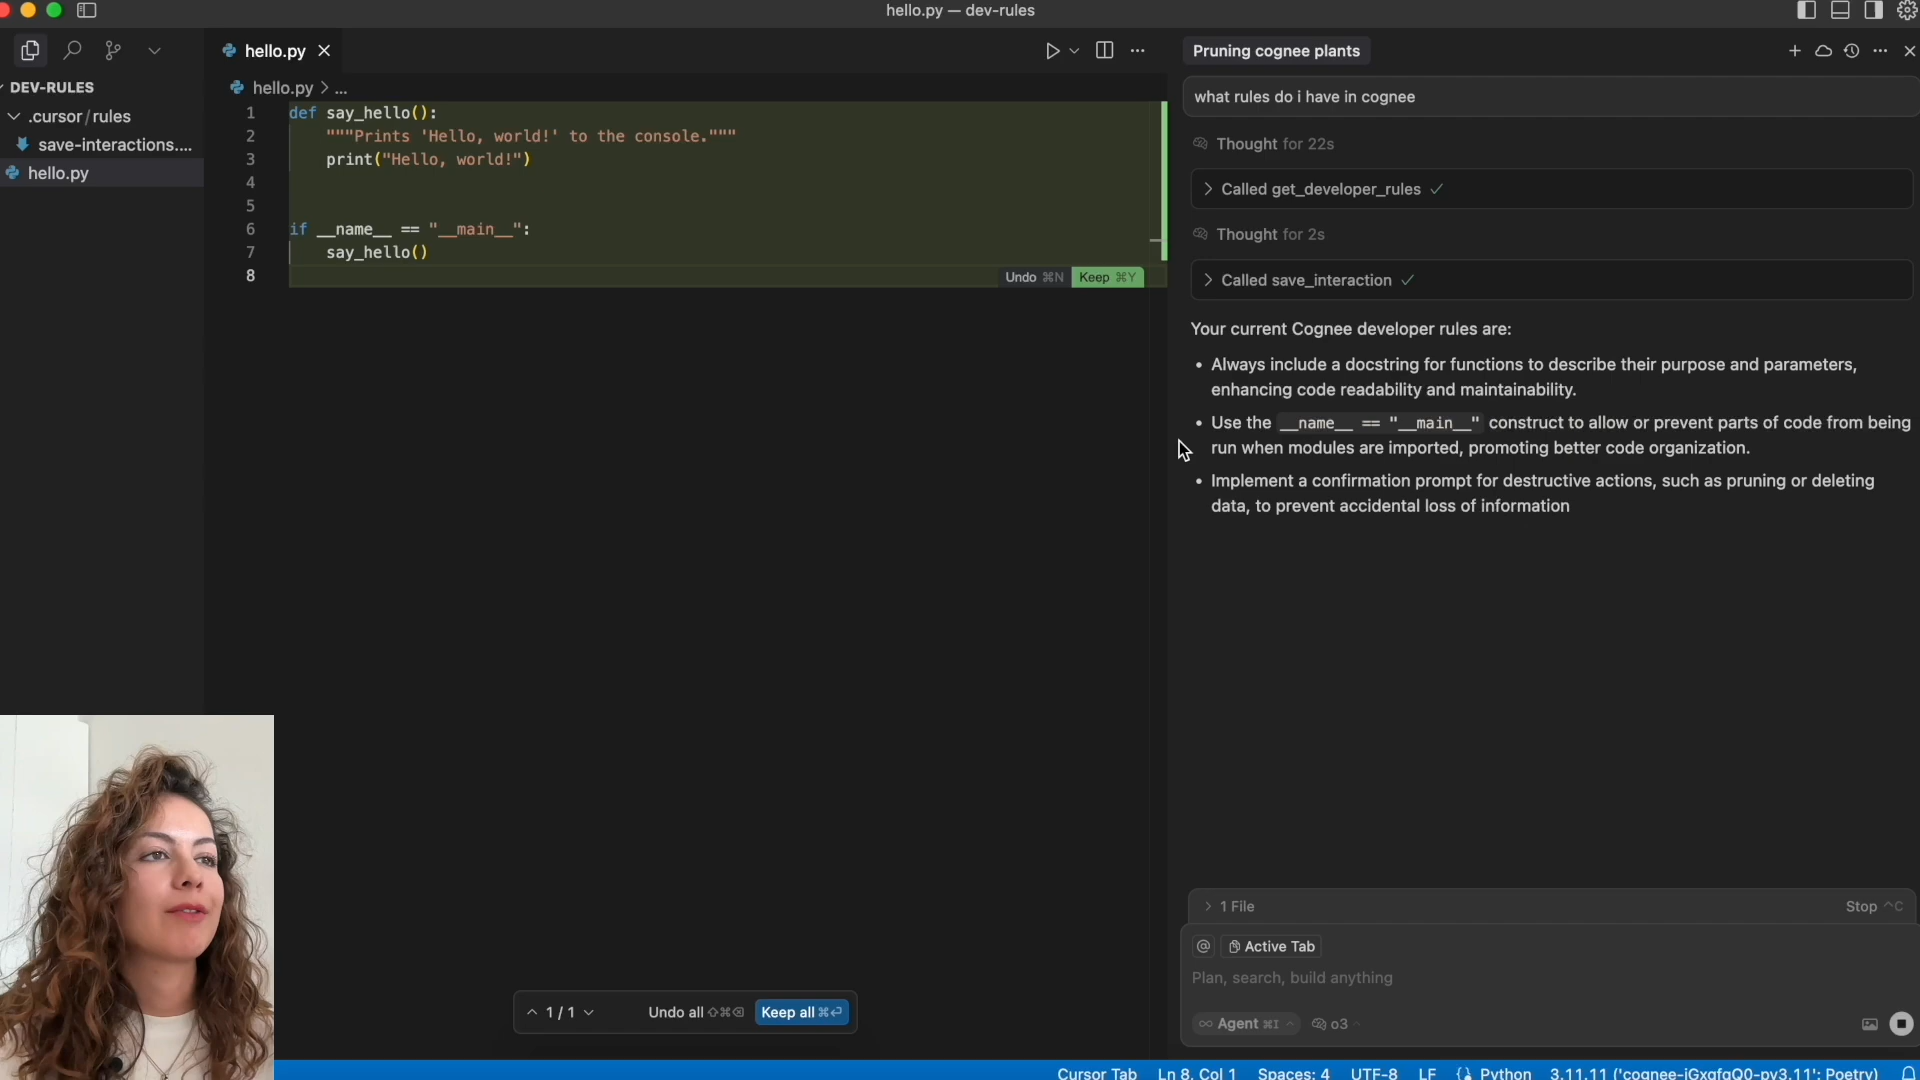 hello.py — dev-rules
hello.py
Pruning cognee plants
DEV-RULES
hello.py > ...
what rules do i have in cognee
.cursor / rules
save-interactions....
hello.py
1 def say_hello():
2 """Prints 'Hello, world!' to the console."""
3 print("Hello, world!")
4
5
6 if __name__ == "__main__":
7 say_hello()
8
Undo ⌘N Keep ⌘Y
Thought for 22s
Called get_developer_rules
Thought for 2s
Called save_interaction
Your current Cognee developer rules are:
• Always include a docstring for functions to describe their purpose and parameters,
enhancing code readability and maintainability.
• Use the __name__ == "__main__" construct to allow or prevent parts of code from being
run when modules are imported, promoting better code organization.
• Implement a confirmation prompt for destructive actions, such as pruning or deleting
data, to prevent accidental loss of information
1 File
Stop ^C
@ Active Tab
Plan, search, build anything
Agent ⌘I
o3
1 / 1
Undo all ⇧⌘⌫
Keep all ⌘⏎
Cursor Tab Ln 8, Col 1 Spaces: 4 UTF-8 LF {} Python 3.11.11 ('cognee-iGxgfgQ0-py3.11': Poetry)